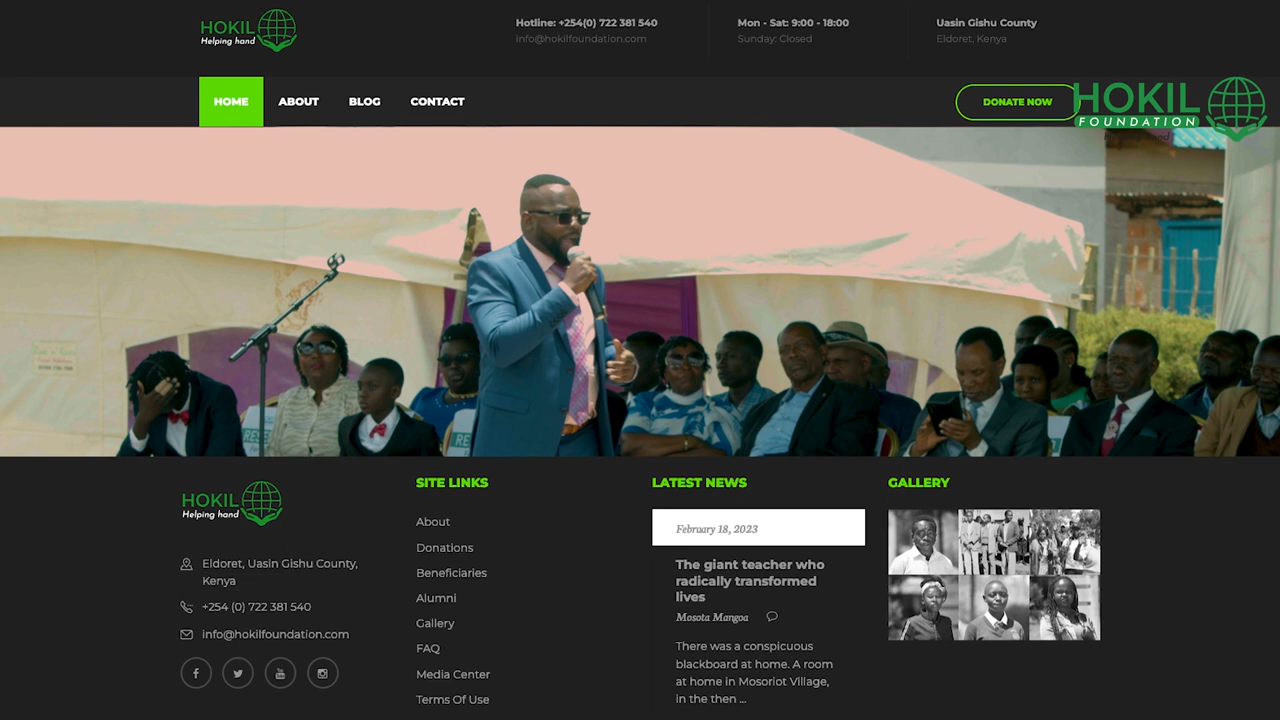 HOKIL
Helping hand
Hotline: +254(0) 722 381 540
info@hokilfoundation.com
Mon - Sat: 9:00 - 18:00
Sunday: Closed
Uasin Gishu County
Eldoret, Kenya
HOME
ABOUT
BLOG
CONTACT
DONATE NOW
HOKIL
FOUNDATION
HOKIL
Helping hand
Eldoret, Uasin Gishu County,
Kenya
+254 (0) 722 381 540
info@hokilfoundation.com
SITE LINKS
About
Donations
Beneficiaries
Alumni
Gallery
FAQ
Media Center
Terms Of Use
LATEST NEWS
February 18, 2023
The giant teacher who
radically transformed
lives
Mosota Mangoa
There was a conspicuous
blackboard at home. A room
at home in Mosoriot Village,
in the then ...
GALLERY